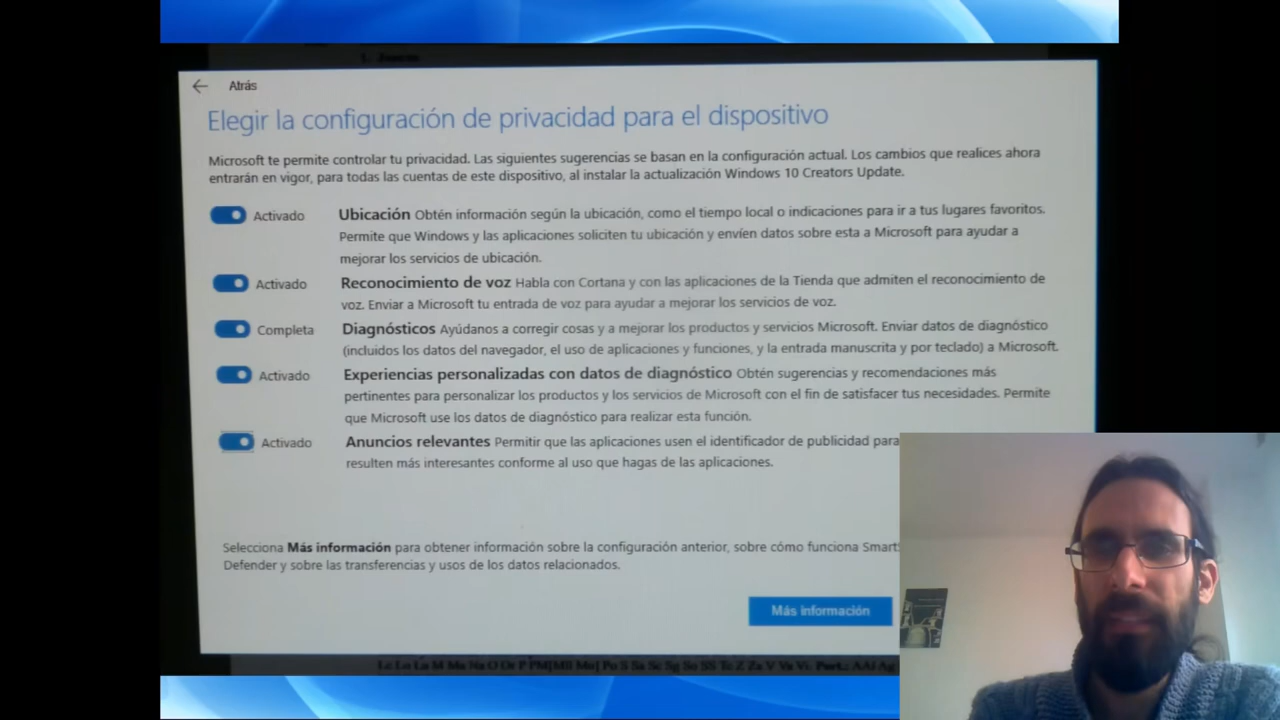 Atrás
Elegir la configuración de privacidad para el dispositivo
Microsoft te permite controlar tu privacidad. Las siguientes sugerencias se basan en la configuración actual. Los cambios que realices ahora
entrarán en vigor, para todas las cuentas de este dispositivo, al instalar la actualización Windows 10 Creators Update.
Activado
Ubicación Obtén información según la ubicación, como el tiempo local o indicaciones para ir a tus lugares favoritos.
Permite que Windows y las aplicaciones soliciten tu ubicación y envíen datos sobre esta a Microsoft para ayudar a
mejorar los servicios de ubicación.
Activado
Reconocimiento de voz Habla con Cortana y con las aplicaciones de la Tienda que admiten el reconocimiento de
voz. Enviar a Microsoft tu entrada de voz para ayudar a mejorar los servicios de voz.
Completa
Diagnósticos Ayúdanos a corregir cosas y a mejorar los productos y servicios Microsoft. Enviar datos de diagnóstico
(incluidos los datos del navegador, el uso de aplicaciones y funciones, y la entrada manuscrita y por teclado) a Microsoft.
Activado
Experiencias personalizadas con datos de diagnóstico Obtén sugerencias y recomendaciones más
pertinentes para personalizar los productos y los servicios de Microsoft con el fin de satisfacer tus necesidades. Permite
que Microsoft use los datos de diagnóstico para realizar esta función.
Activado
Anuncios relevantes Permitir que las aplicaciones usen el identificador de publicidad para
resulten más interesantes conforme al uso que hagas de las aplicaciones.
Selecciona Más información para obtener información sobre la configuración anterior, sobre cómo funciona Smart
Defender y sobre las transferencias y usos de los datos relacionados.
Más información